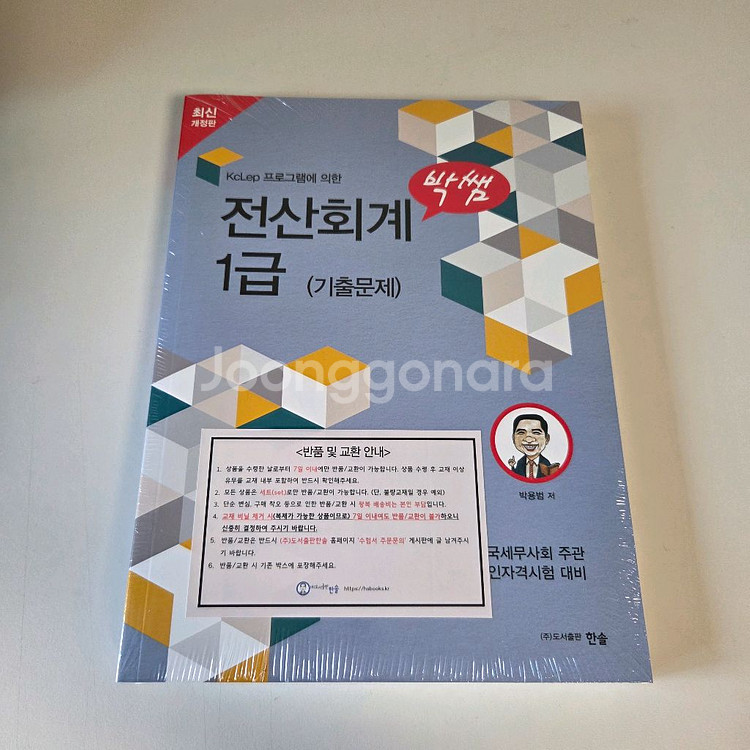 최신
개정판
KcLep 프로그램에 의한
박쌤
전산회계
1급 (기출문제)
Joonggonara
<반품 및 교환 안내>
1. 상품을 수령한 날로부터 7일 이내에만 반품/교환이 가능합니다. 상품 수령 후 교재 이상
유무를 교재 내부 포함하여 반드시 확인해주세요.
2. 모든 상품은 세트(set)로만 반품/교환이 가능합니다. (단, 불량교재일 경우 예외)
3. 단순 변심, 구매 착오 등으로 인한 반품/교환 시 왕복 배송비는 본인 부담입니다.
4. 교재 비닐 제거 시(복제가 가능한 상품이므로) 7일 이내여도 반품/교환이 불가하오니
신중히 결정하여 주시기 바랍니다.
5. 반품/교환은 반드시 (주)도서출판한솔 홈페이지 '수험서 주문문의' 게시판에 글 남겨주시
기 바랍니다.
6. 반품/교환 시 기존 박스에 포장해주세요.
한솔 https://hsbooks.kr
박용범 저
국세무사회 주관
인자격시험 대비
(주)도서출판 한솔